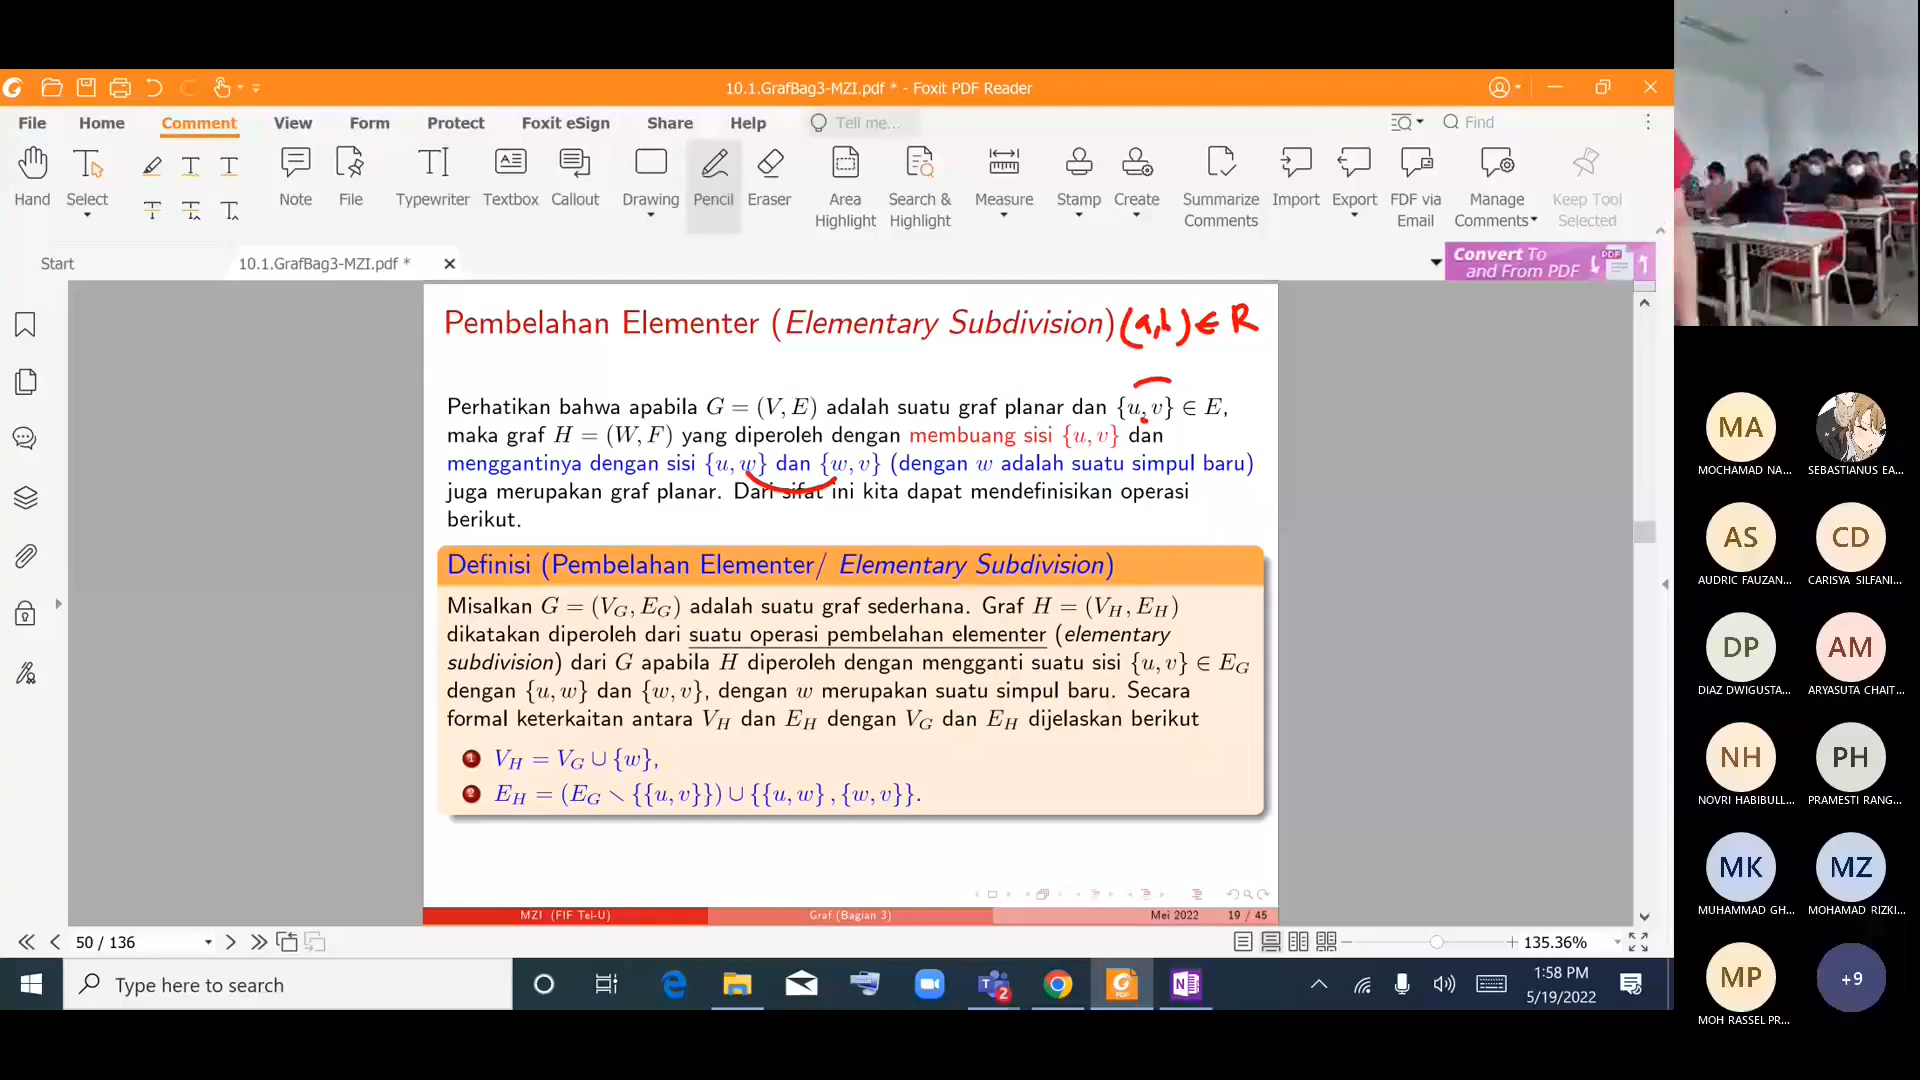 10.1.GrafBag3-MZI.pdf * - Foxit PDF Reader
File Home Comment View Form Protect Foxit eSign Share Help Tell me... Find
Hand Select Note File Typewriter Textbox Callout Drawing Pencil Eraser Area Highlight Search & Highlight Measure Stamp Create Summarize Comments Import Export FDF via Email Manage Comments Keep Tool Selected
Start 10.1.GrafBag3-MZI.pdf *
Convert To and From PDF
PDF
Pembelahan Elementer (Elementary Subdivision) (a,b) ∈ R
Perhatikan bahwa apabila G = (V, E) adalah suatu graf planar dan {u, v} ∈ E,
maka graf H = (W, F) yang diperoleh dengan membuang sisi {u, v} dan
menggantinya dengan sisi {u, w} dan {w, v} (dengan w adalah suatu simpul baru)
juga merupakan graf planar. Dari sifat ini kita dapat mendefinisikan operasi
berikut.
Definisi (Pembelahan Elementer/ Elementary Subdivision)
Misalkan G = (V_G, E_G) adalah suatu graf sederhana. Graf H = (V_H, E_H)
dikatakan diperoleh dari suatu operasi pembelahan elementer (elementary
subdivision) dari G apabila H diperoleh dengan mengganti suatu sisi {u, v} ∈ E_G
dengan {u, w} dan {w, v}, dengan w merupakan suatu simpul baru. Secara
formal keterkaitan antara V_H dan E_H dengan V_G dan E_H dijelaskan berikut
1 V_H = V_G ∪ {w},
2 E_H = (E_G ∖ {{u, v}}) ∪ {{u, w}, {w, v}}.
MZI (FIF Tel-U) Graf (Bagian 3) Mei 2022 19 / 45
50 / 136
135.36%
Type here to search
2
1:58 PM
5/19/2022
MA
MOCHAMAD NA...
SEBASTIANUS EA...
AS
AUDRIC FAUZAN...
CD
CARISYA SILFANI...
DP
DIAZ DWIGUSTA...
AM
ARYASUTA CHAIT...
NH
NOVRI HABIBULL...
PH
PRAMESTI RANG...
MK
MUHAMMAD GH...
MZ
MOHAMAD RIZKI...
MP
MOH RASSEL PR...
+9